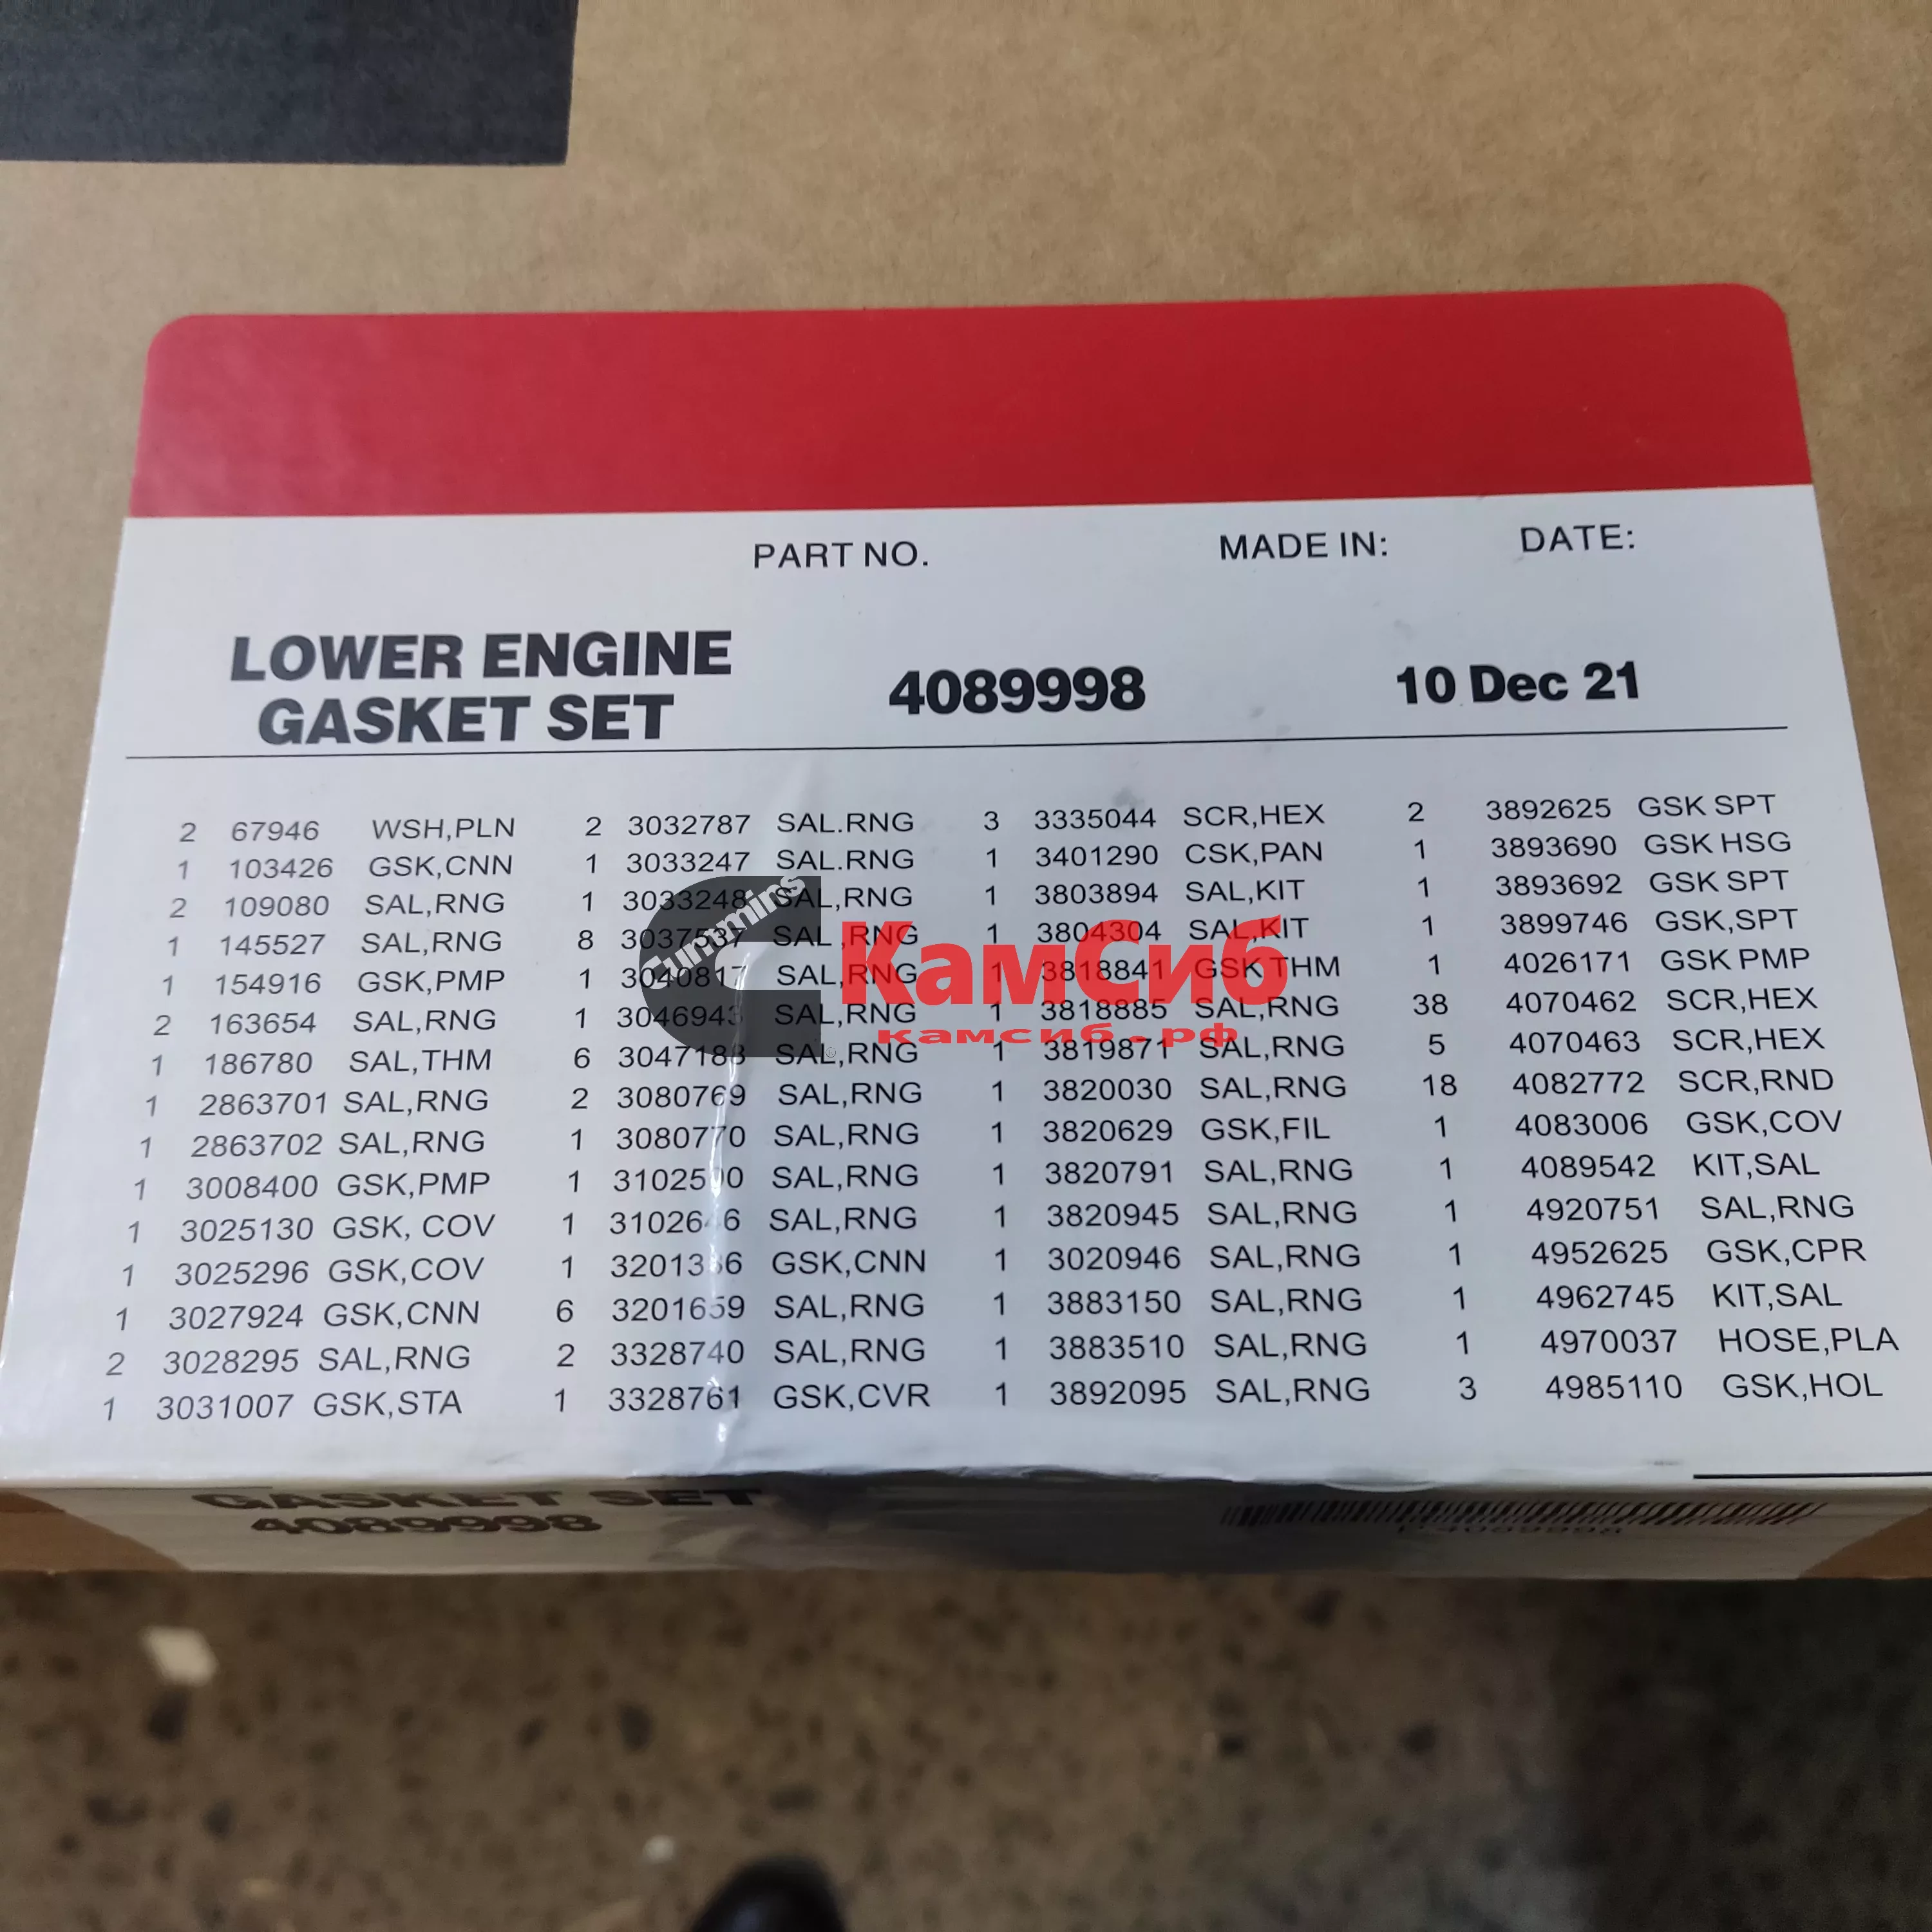 PART NO. MADE IN: DATE:
LOWER ENGINE
GASKET SET 4089998 10 Dec 21
2 67946 WSH,PLN 2 3032787 SAL.RNG 3 3335044 SCR,HEX 2 3892625 GSK SPT
1 103426 GSK,CNN 1 3033247 SAL.RNG 1 3401290 CSK,PAN 1 3893690 GSK HSG
2 109080 SAL,RNG 1 3033248 SAL,RNG 1 3803894 SAL,KIT 1 3893692 GSK SPT
1 145527 SAL,RNG 8 3037537 SAL,RNG 1 3804304 SAL,KIT 1 3899746 GSK,SPT
1 154916 GSK,PMP 1 3040817 SAL,RNG 1 3818841 GSK THM 1 4026171 GSK PMP
2 163654 SAL,RNG 1 3046943 SAL,RNG 1 3818885 SAL,RNG 38 4070462 SCR,HEX
1 186780 SAL,THM 6 3047188 SAL,RNG 1 3819871 SAL,RNG 5 4070463 SCR,HEX
1 2863701 SAL,RNG 2 3080769 SAL,RNG 1 3820030 SAL,RNG 18 4082772 SCR,RND
1 2863702 SAL,RNG 1 3080770 SAL,RNG 1 3820629 GSK,FIL 1 4083006 GSK,COV
1 3008400 GSK,PMP 1 SAL,RNG 1 3820791 SAL,RNG 1 4089542 KIT,SAL
1 3025130 GSK, COV 1 SAL,RNG 1 3820945 SAL,RNG 1 4920751 SAL,RNG
1 3025296 GSK,COV 1 GSK,CNN 1 3020946 SAL,RNG 1 4952625 GSK,CPR
1 3027924 GSK,CNN 6 3201659 SAL,RNG 1 3883150 SAL,RNG 1 4962745 KIT,SAL
2 3028295 SAL,RNG 2 3328740 SAL,RNG 1 3883510 SAL,RNG 1 4970037 HOSE,PLA
1 3031007 GSK,STA 1 3328761 GSK,CVR 1 3892095 SAL,RNG 3 4985110 GSK,HOL
Cummins
КамСиб
камсиб.рф
GASKET SET
4089998